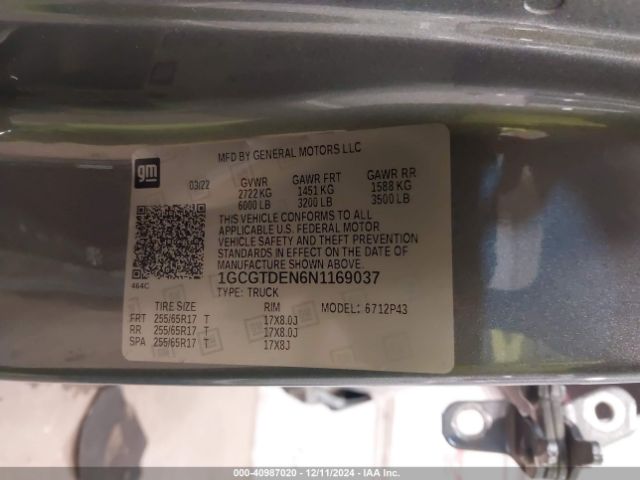 gm
MFD BY GENERAL MOTORS LLC
03/22 GVWR GAWR FRT GAWR RR
2722 KG 1451 KG 1588 KG
6000 LB 3200 LB 3500 LB
THIS VEHICLE CONFORMS TO ALL
APPLICABLE U.S. FEDERAL MOTOR
VEHICLE SAFETY AND THEFT PREVENTION
STANDARDS IN EFFECT ON THE DATE OF
MANUFACTURE SHOWN ABOVE.
464C
1GCGTDEN6N1169037
TYPE: TRUCK
TIRE SIZE RIM MODEL: 6712P43
FRT 255/65R17 T 17X8.0J
RR 255/65R17 T 17X8.0J
SPA 255/65R17 T 17X8J
000-40987020 - 12/11/2024 - IAA Inc.